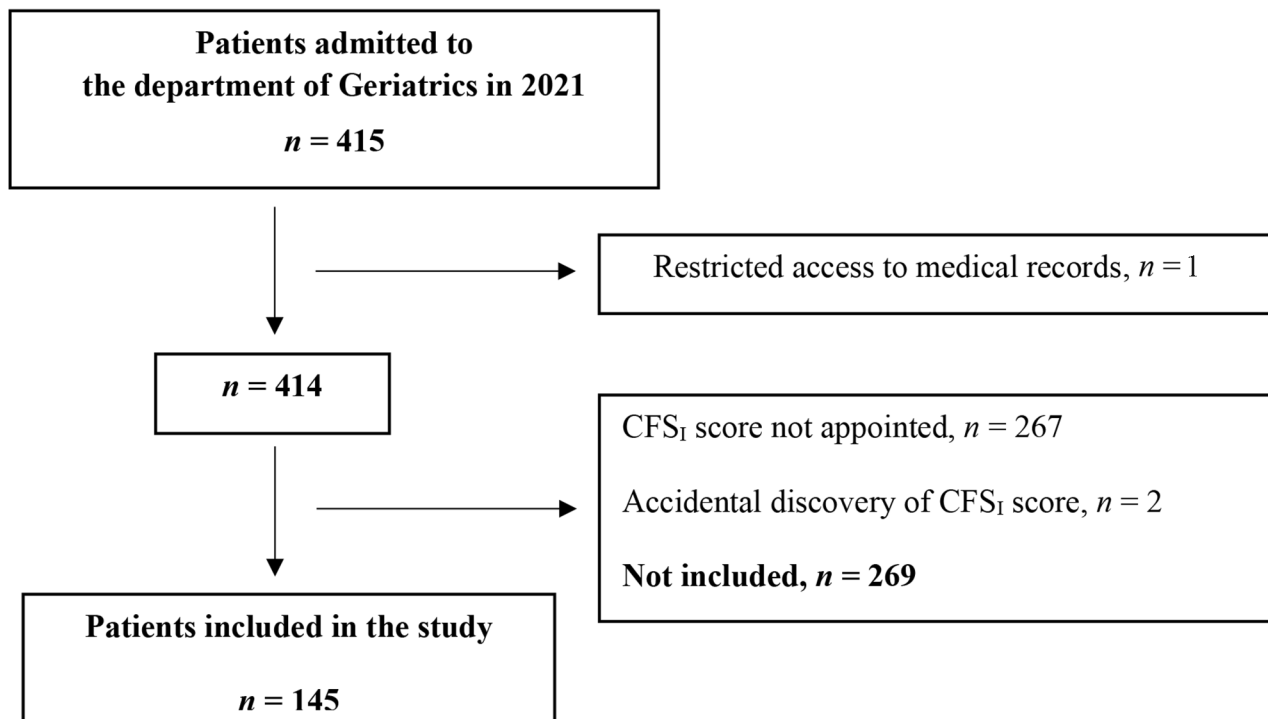 Patients admitted to
the department of Geriatrics in 2021
n = 415
Restricted access to medical records, n = 1
n = 414
CFSI score not appointed, n = 267
Accidental discovery of CFSI score, n = 2
Not included, n = 269
Patients included in the study
n = 145